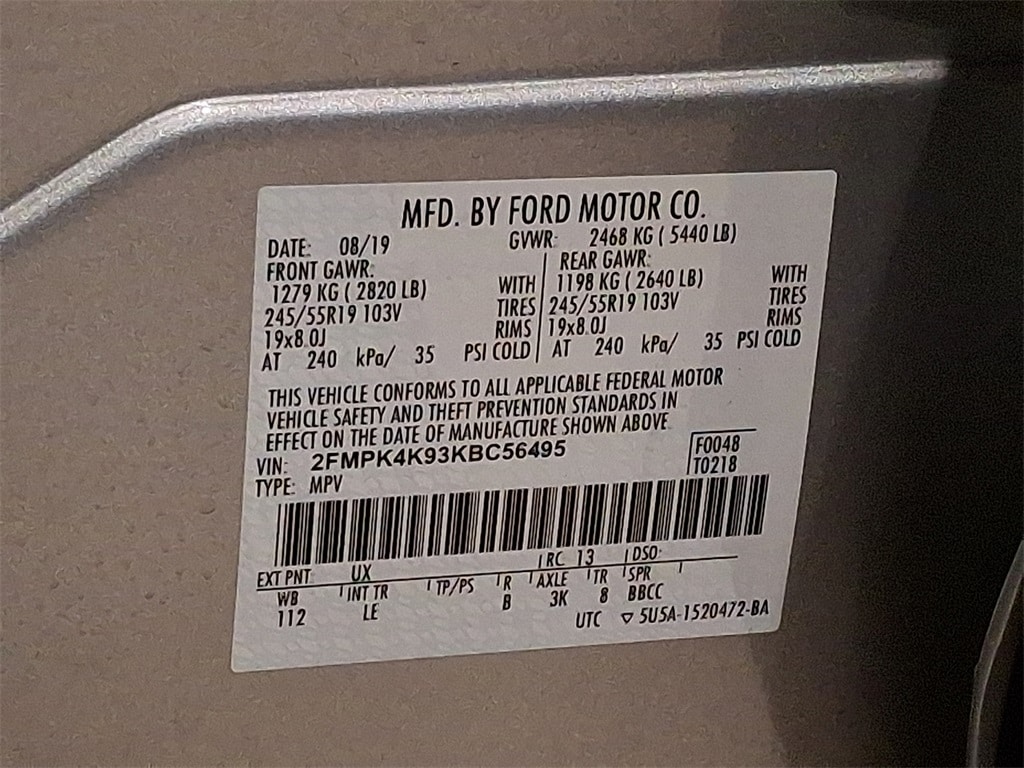 MFD. BY FORD MOTOR CO.
DATE: 08/19 GVWR: 2468 KG ( 5440 LB)
FRONT GAWR: REAR GAWR:
1279 KG ( 2820 LB) WITH 1198 KG ( 2640 LB) WITH
245/55R19 103V TIRES 245/55R19 103V TIRES
19x8.0J RIMS 19x8.0J RIMS
AT 240 kPa/ 35 PSI COLD AT 240 kPa/ 35 PSI COLD
THIS VEHICLE CONFORMS TO ALL APPLICABLE FEDERAL MOTOR
VEHICLE SAFETY AND THEFT PREVENTION STANDARDS IN
EFFECT ON THE DATE OF MANUFACTURE SHOWN ABOVE.
VIN: 2FMPK4K93KBC56495 F0048
TYPE: MPV T0218
EXT PNT: UX RC: 13 DSO:
WB INT TR TP/PS R AXLE TR SPR
112 LE B 3K 8 BBCC
UTC ▽ 5U5A-1520472-BA